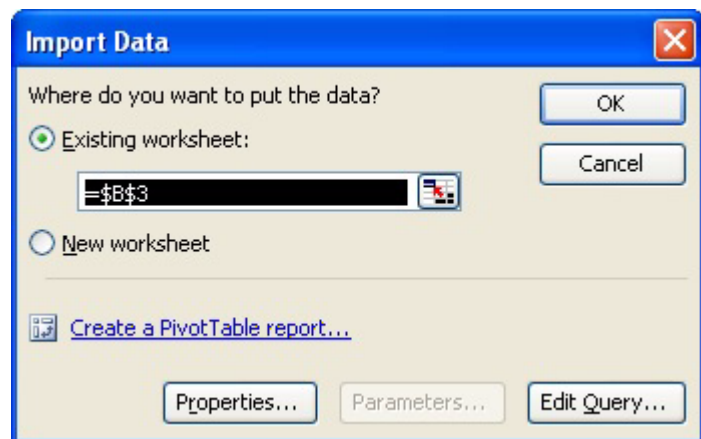 Import Data
Where do you want to put the data?
OK
Existing worksheet:
Cancel
=$B$3
New worksheet
Create a PivotTable report...
Properties...
Parameters...
Edit Query...